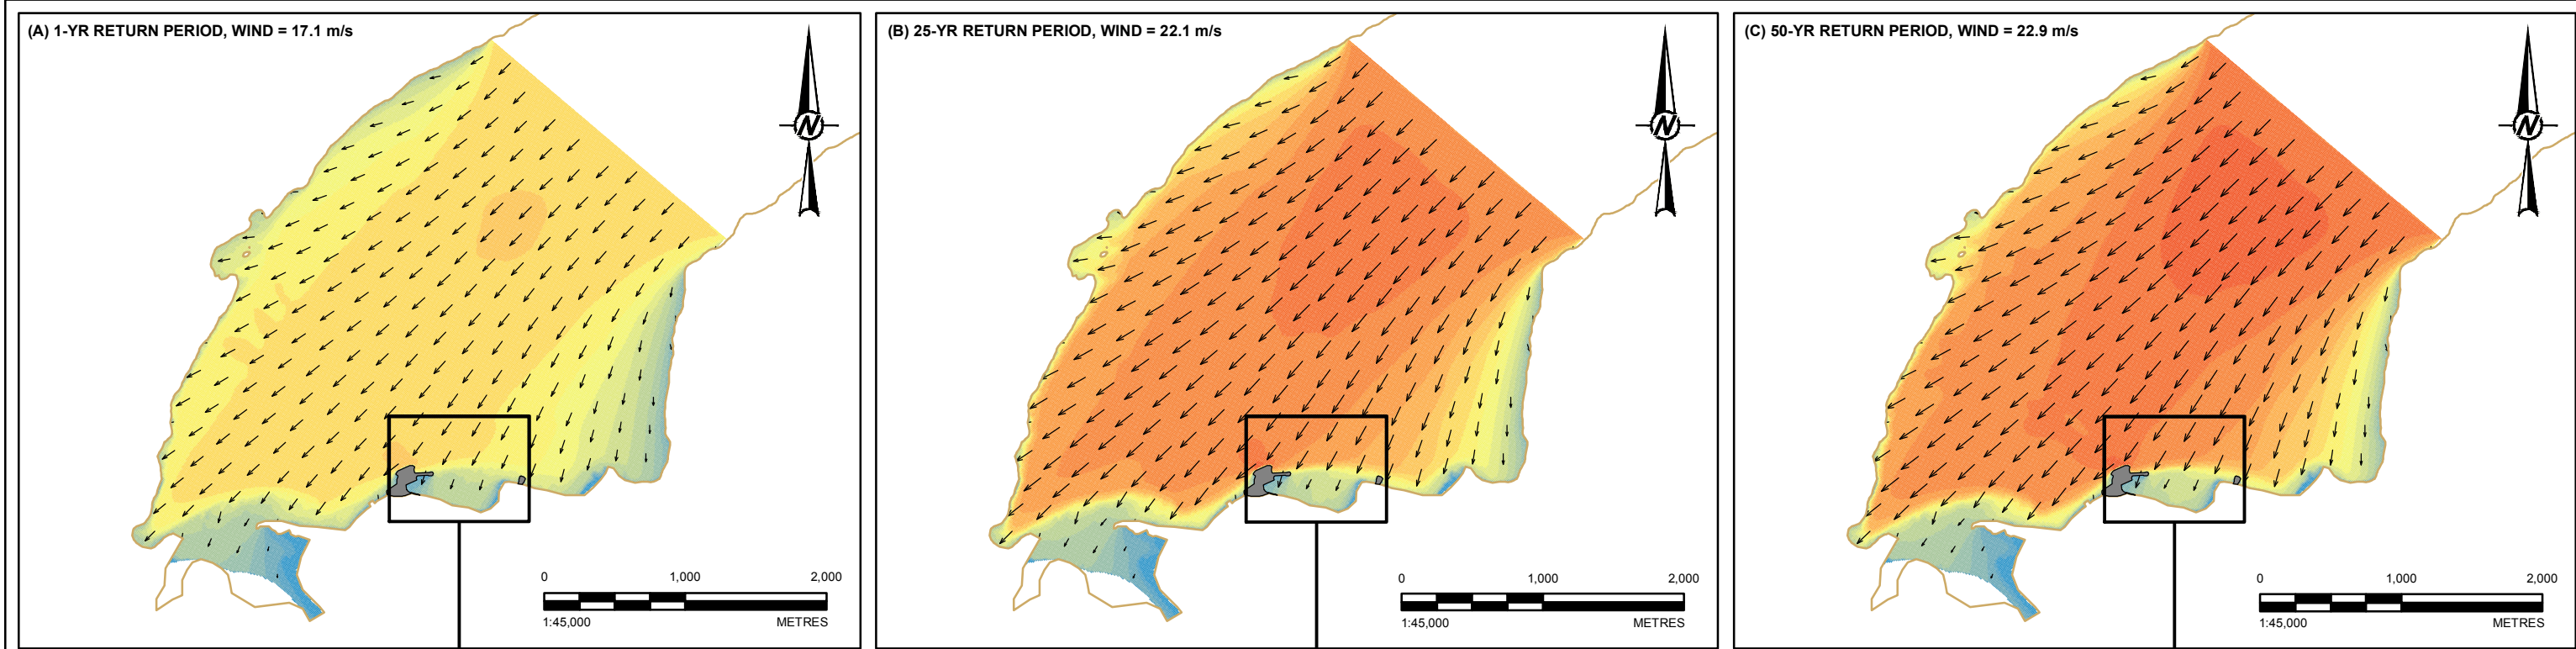 (A) 1-YR RETURN PERIOD, WIND = 17.1 m/s
N
0 1,000 2,000
1:45,000 METRES
(B) 25-YR RETURN PERIOD, WIND = 22.1 m/s
N
0 1,000 2,000
1:45,000 METRES
(C) 50-YR RETURN PERIOD, WIND = 22.9 m/s
N
0 1,000 2,000
1:45,000 METRES